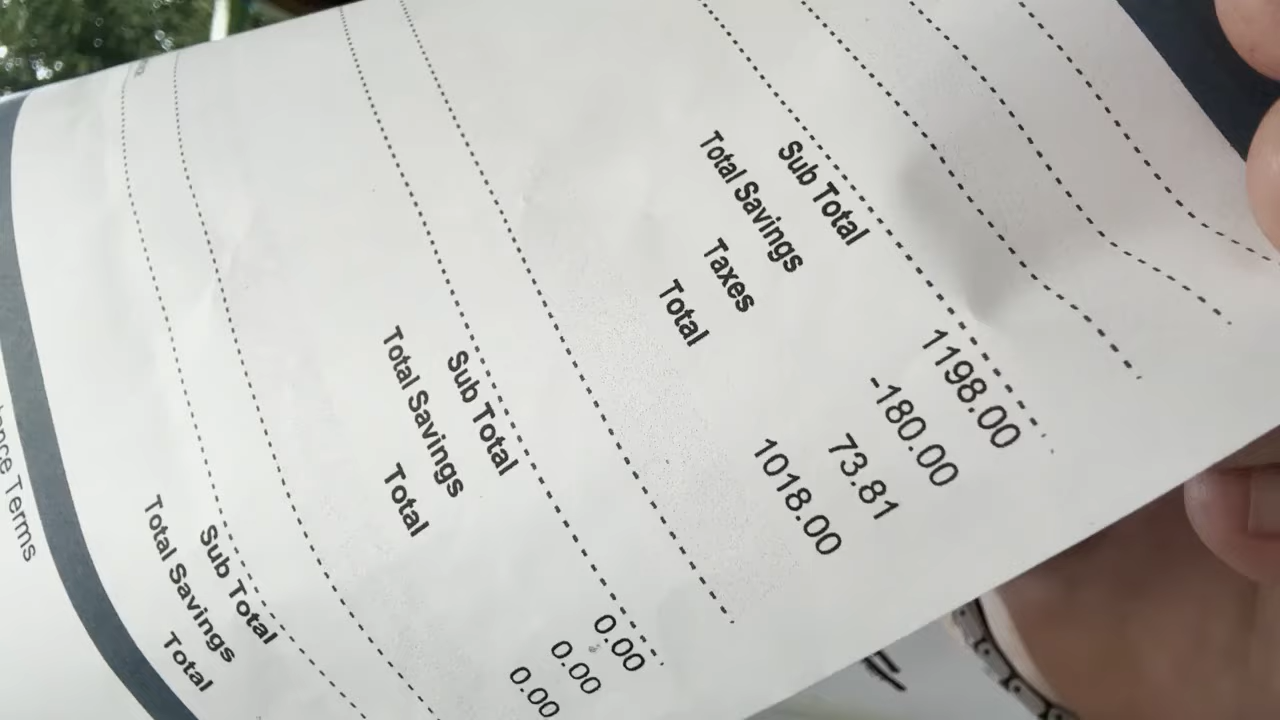 Sub Total 1198.00
Total Savings -180.00
Taxes 73.81
Total 1018.00
Sub Total 0.00
Total Savings 0.00
Total 0.00
Sub Total
Total Savings
Total
Terms